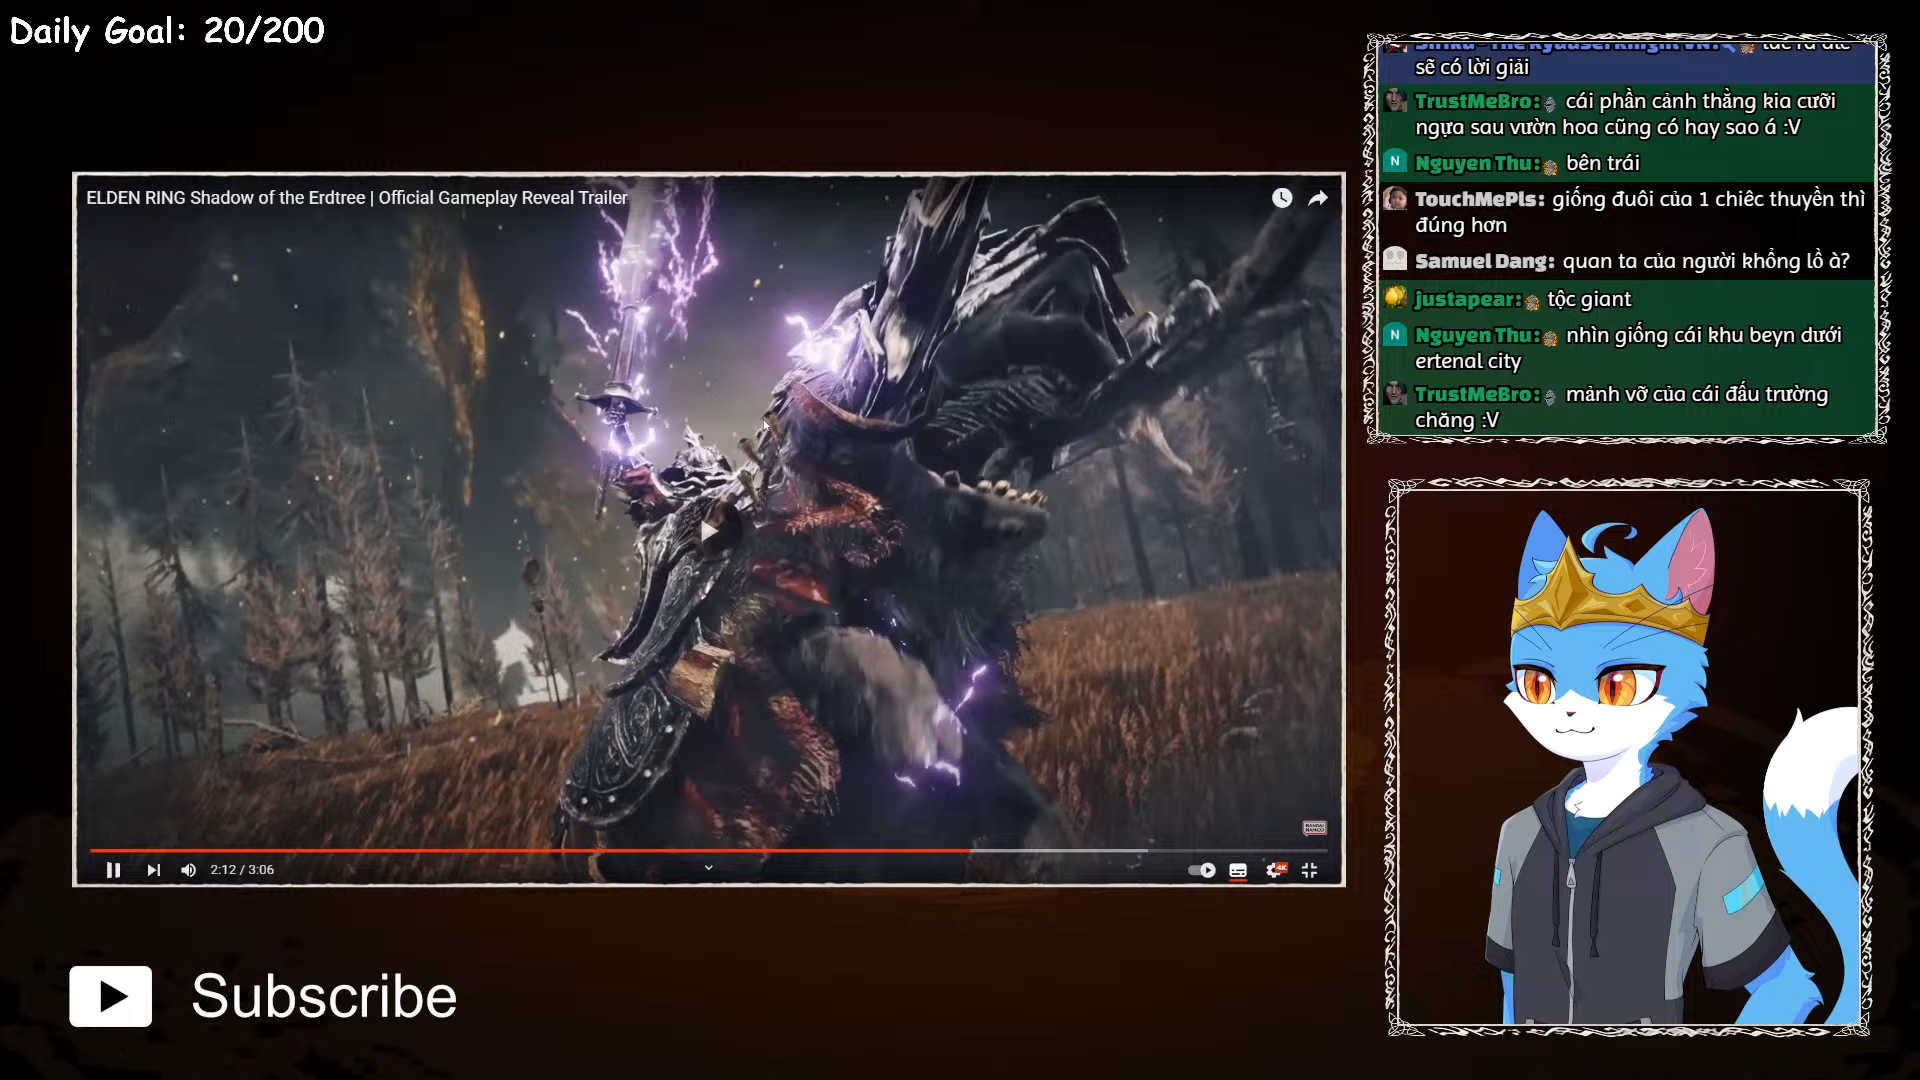 Daily Goal: 20/200
ELDEN RING Shadow of the Erdtree | Official Gameplay Reveal Trailer
BANDAI
NAMCO
2:12 / 3:06
4K
Subscribe
sẽ có lời giải
TrustMeBro: cái phần cảnh thằng kia cưỡi
ngựa sau vườn hoa cũng có hay sao á :V
N Nguyen Thu: bên trái
TouchMePls: giống đuôi của 1 chiêc thuyền thì
đúng hơn
Samuel Dang: quan ta của người khổng lồ à?
justapear: tộc giant
N Nguyen Thu: nhìn giống cái khu beyn dưới
ertenal city
TrustMeBro: mảnh vỡ của cái đấu trường
chăng :V